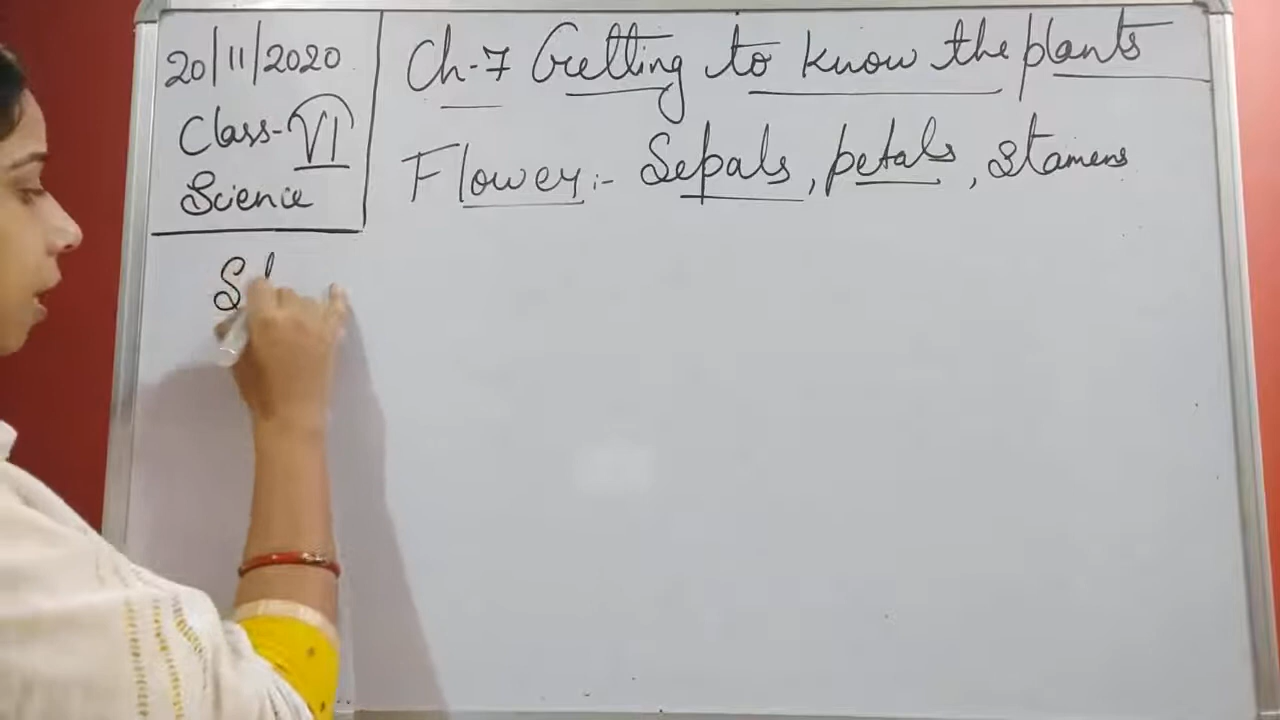 20/11/2020
Class-VI
Science
Ch-7 Getting to know the plants
Flower:- Sepals, petals, stamens